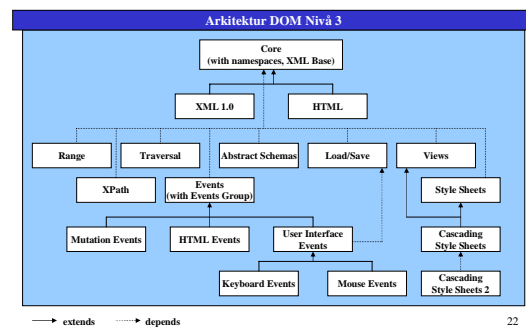 Arkitektur DOM Nivå 3
Core
(with namespaces, XML Base)
XML 1.0
HTML
Range
Traversal
Abstract Schemas
Load/Save
Views
XPath
Events
(with Events Group)
Style Sheets
Mutation Events
HTML Events
User Interface
Events
Cascading
Style Sheets
Keyboard Events
Mouse Events
Cascading
Style Sheets 2
extends
depends
22